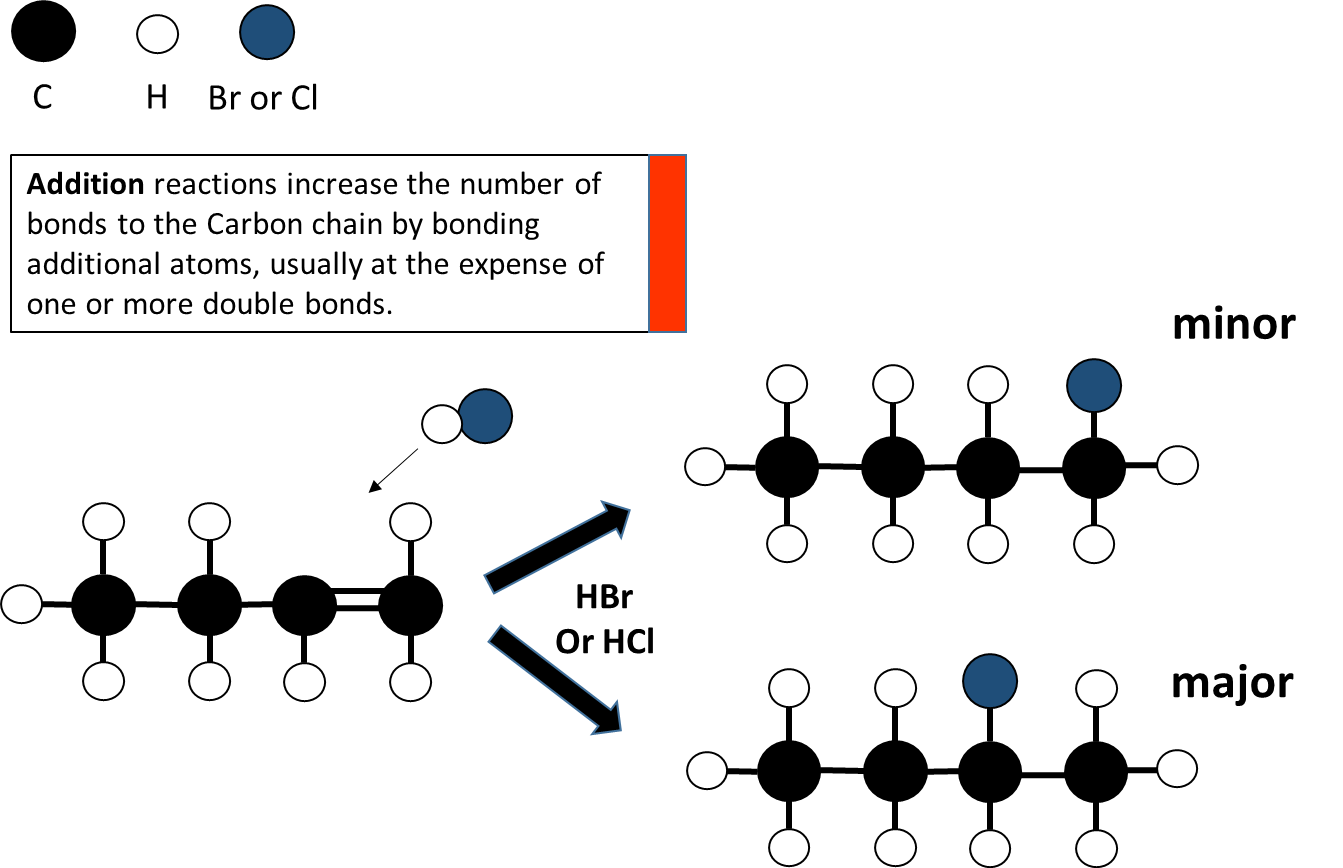 C H Br or Cl
Addition reactions increase the number of
bonds to the Carbon chain by bonding
additional atoms, usually at the expense of
one or more double bonds.
minor
HBr
Or HCl
major